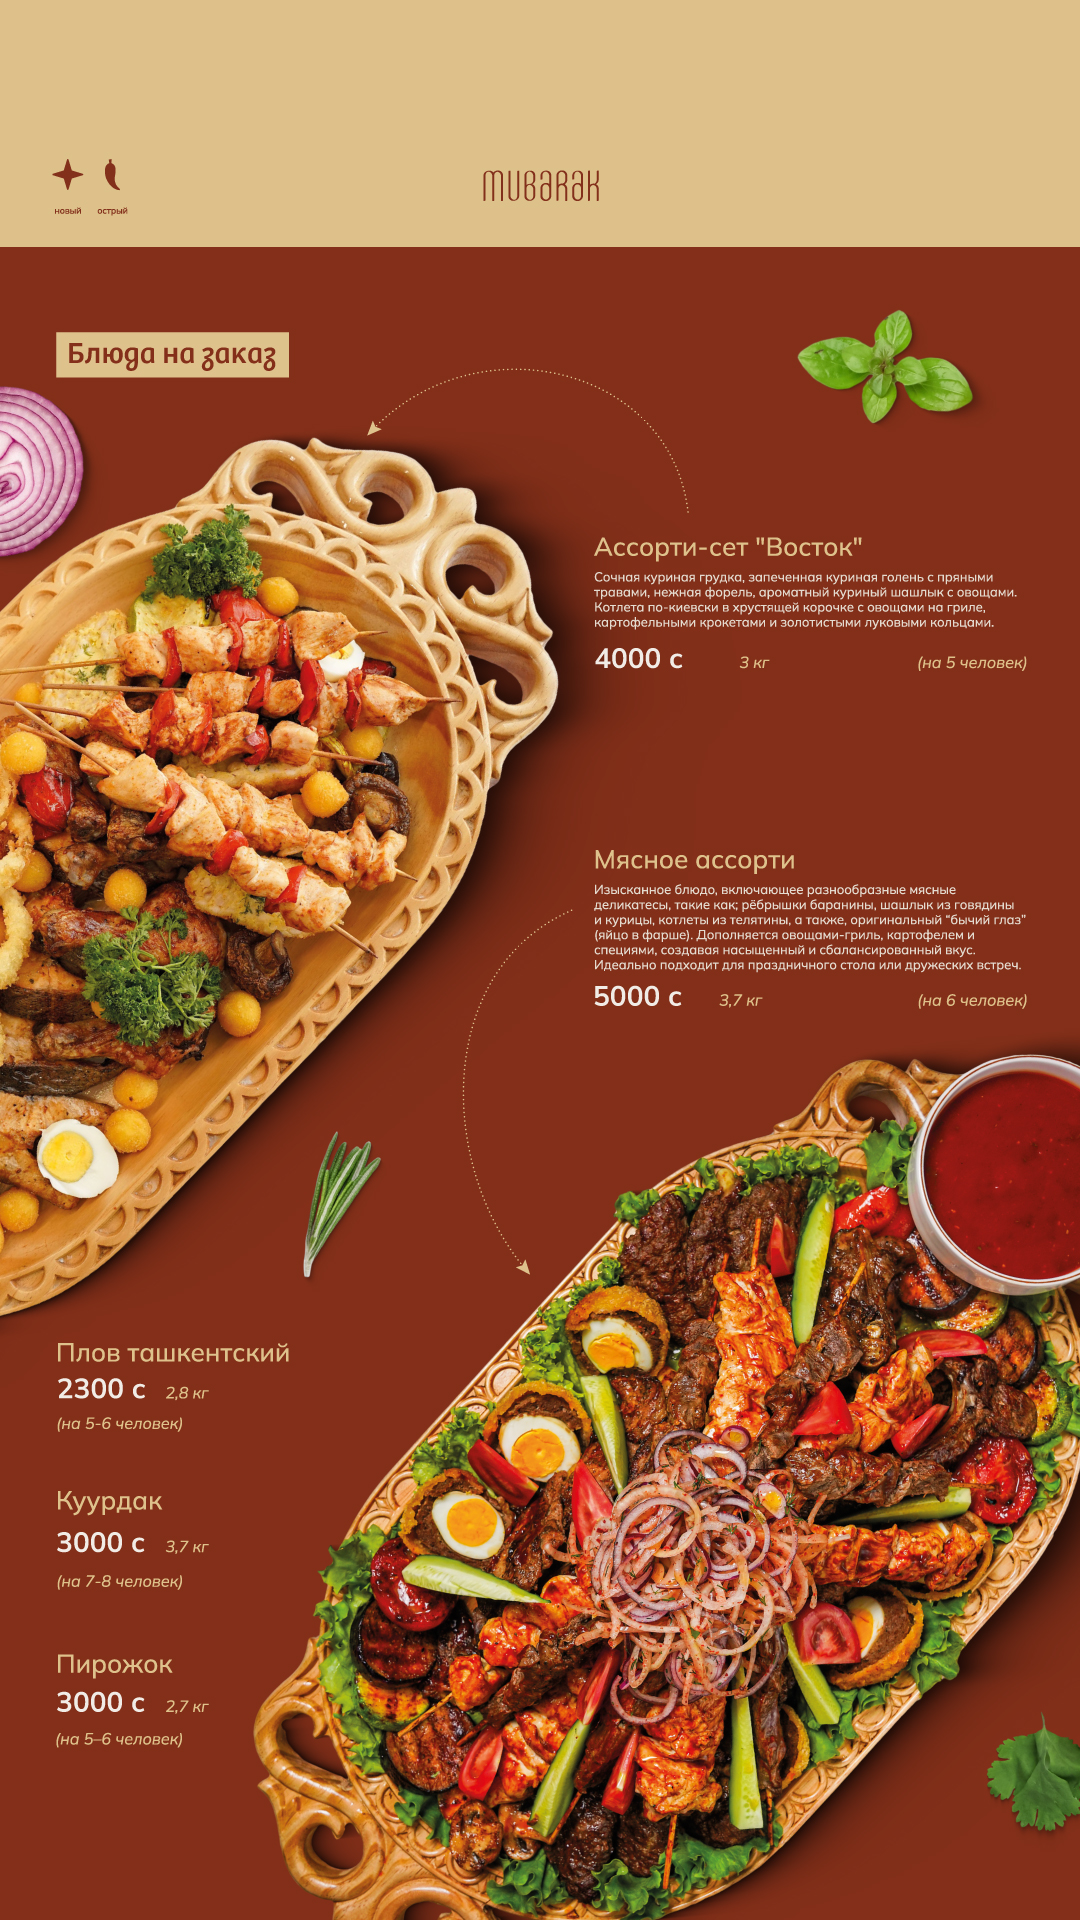 новый острый
MUBARAK
Блюда на заказ
Ассорти-сет "Восток"
Сочная куриная грудка, запеченная куриная голень с пряными
травами, нежная форель, ароматный куриный шашлык с овощами.
Котлета по-киевски в хрустящей корочке с овощами на гриле,
картофельными крокетами и золотистыми луковыми кольцами.
4000 с 3 кг (на 5 человек)
Мясное ассорти
Изысканное блюдо, включающее разнообразные мясные
деликатесы, такие как; рёбрышки баранины, шашлык из говядины
и курицы, котлеты из телятины, а также, оригинальный “бычий глаз”
(яйцо в фарше). Дополняется овощами-гриль, картофелем и
специями, создавая насыщенный и сбалансированный вкус.
Идеально подходит для праздничного стола или дружеских встреч.
5000 с 3,7 кг (на 6 человек)
Плов ташкентский
2300 с 2,8 кг
(на 5-6 человек)
Куурдак
3000 с 3,7 кг
(на 7-8 человек)
Пирожок
3000 с 2,7 кг
(на 5–6 человек)